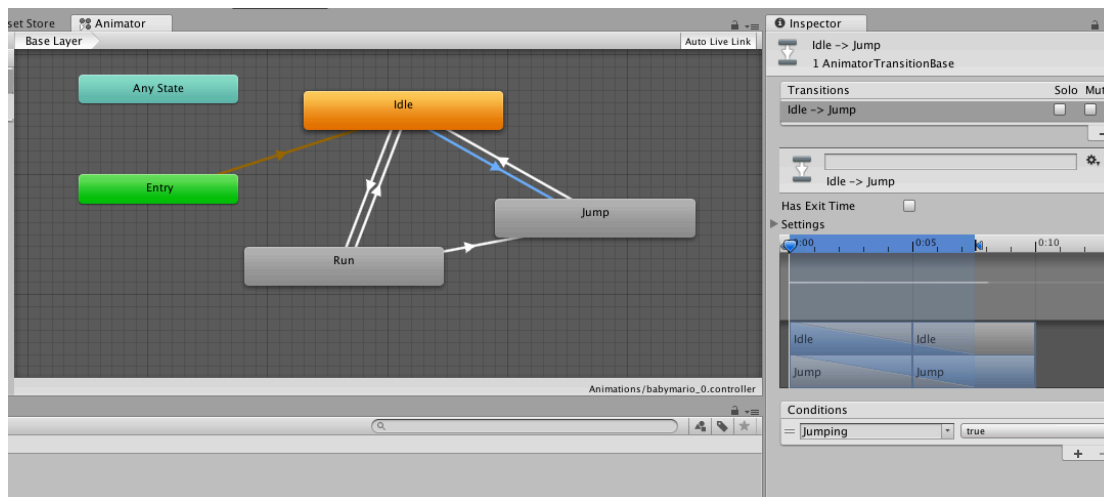 set Store
Animator
Base Layer
Auto Live Link
Any State
Idle
Entry
Jump
Run
Animations/babymario_0.controller
Inspector
Idle -> Jump
1 AnimatorTransitionBase
Transitions Solo Mut
Idle -> Jump
Idle -> Jump
Has Exit Time
Settings
0:00 0:05 0:10
Idle Idle
Jump Jump
Conditions
Jumping true